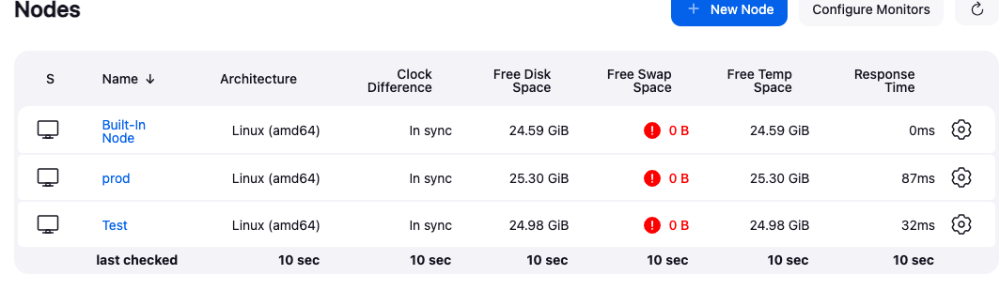 Nodes
+ New Node
Configure Monitors
S
Name ↓
Architecture
Clock
Difference
Free Disk
Space
Free Swap
Space
Free Temp
Space
Response
Time
Built-In
Node
Linux (amd64)
In sync
24.59 GiB
! 0 B
24.59 GiB
0ms
prod
Linux (amd64)
In sync
25.30 GiB
! 0 B
25.30 GiB
87ms
Test
Linux (amd64)
In sync
24.98 GiB
! 0 B
24.98 GiB
32ms
last checked
10 sec
10 sec
10 sec
10 sec
10 sec
10 sec